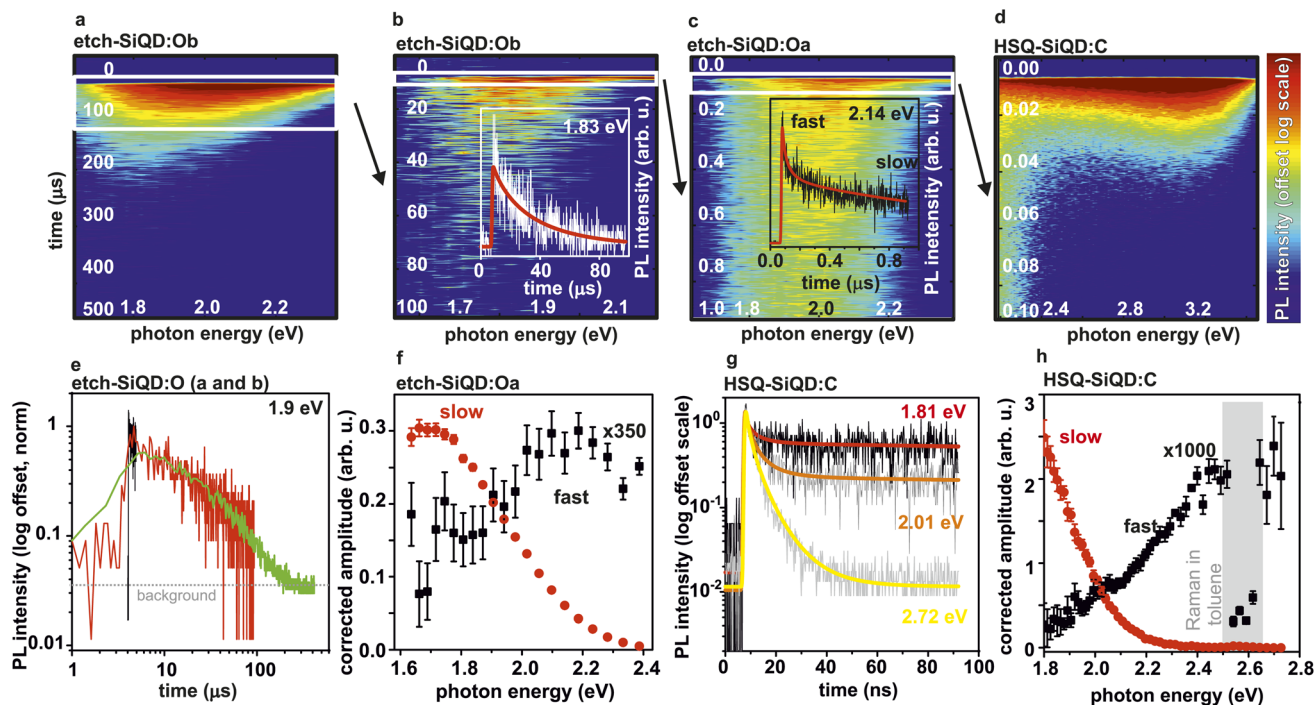 a
etch-SiQD:Ob
0
100
200
300
400
500
time (μs)
1.8
2.0
2.2
photon energy (eV)
b
etch-SiQD:Ob
0
20
40
60
80
100
1.83 eV
0
40
80
time (μs)
PL intensity (arb. u.)
1.7
1.9
2.1
photon energy (eV)
c
etch-SiQD:Oa
0.0
0.2
0.4
0.6
0.8
1.0
2.14 eV
fast
slow
0.0
0.4
0.8
time (μs)
PL inetensity (arb. u.)
1.8
2.0
2.2
photon energy (eV)
d
HSQ-SiQD:C
0.00
0.02
0.04
0.06
0.08
0.10
2.4
2.8
3.2
photon energy (eV)
PL intensity (offset log scale)
e
etch-SiQD:O (a and b)
1.9 eV
1
0.1
0.01
background
1
10
100
time (μs)
PL intensity (log offset, norm)
f
etch-SiQD:Oa
slow
x350
fast
0.3
0.2
0.1
0.0
1.6
1.8
2.0
2.2
2.4
photon energy (eV)
corrected amplitude (arb. u.)
g
HSQ-SiQD:C
1.81 eV
2.01 eV
2.72 eV
10⁰
10⁻¹
10⁻²
0
20
40
60
80
100
time (ns)
PL intensity (log offset scale)
h
HSQ-SiQD:C
slow
x1000
fast
Raman in
toluene
3
2
1
0
1.8
2.0
2.2
2.4
2.6
2.8
photon energy (eV)
corrected amplitude (arb. u.)